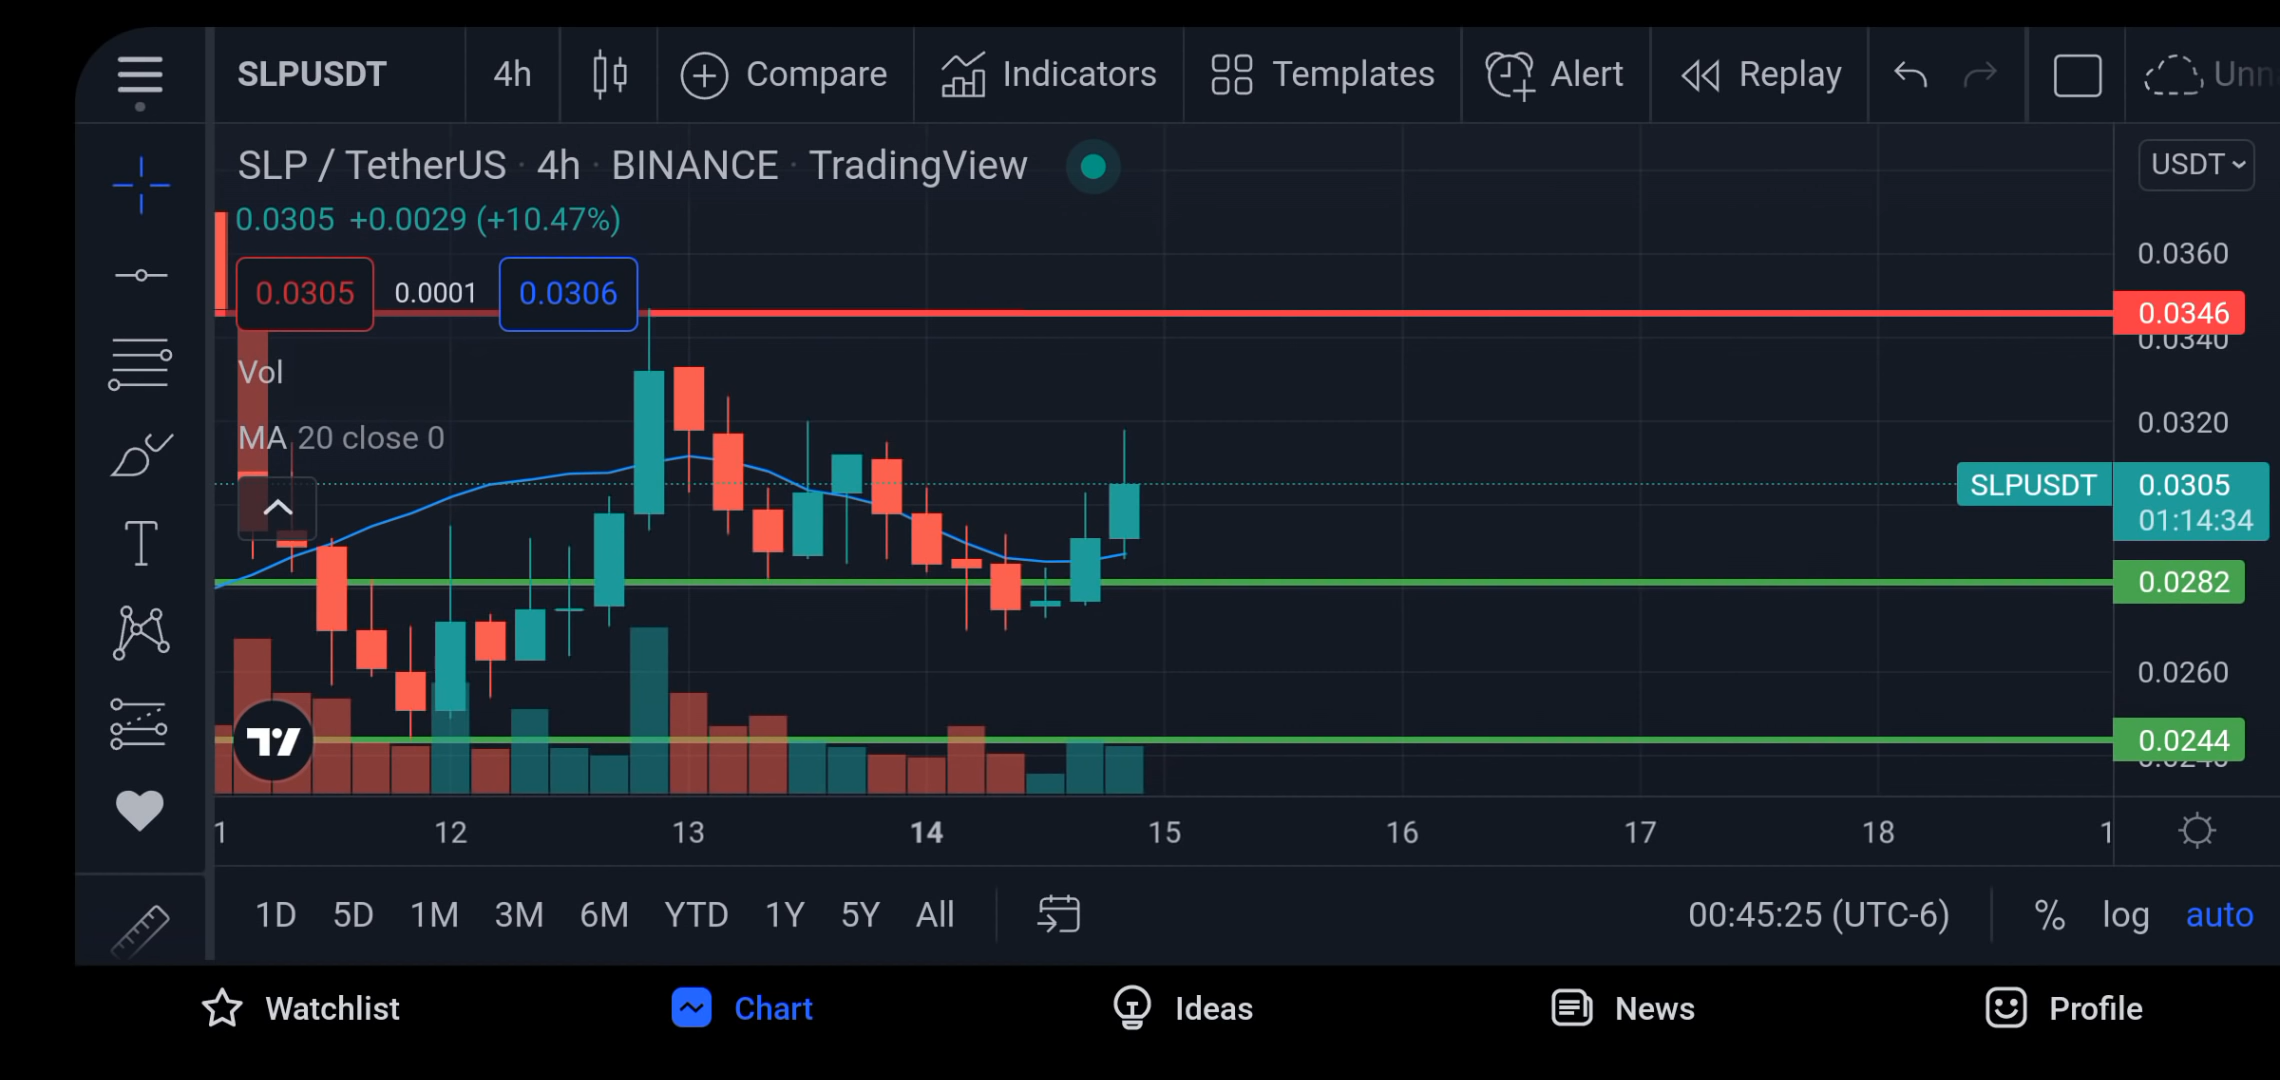 SLPUSDT 4h Compare Indicators Templates Alert Replay Unn
SLP / TetherUS · 4h · BINANCE · TradingView
USDT
0.0305 +0.0029 (+10.47%)
0.0305 0.0001 0.0306
Vol
MA 20 close 0
0.0360
0.0346
0.0340
0.0320
SLPUSDT 0.0305
01:14:34
0.0282
0.0260
0.0244
0.0240
1 12 13 14 15 16 17 18 1
1D 5D 1M 3M 6M YTD 1Y 5Y All 00:45:25 (UTC-6) % log auto
Watchlist Chart Ideas News Profile